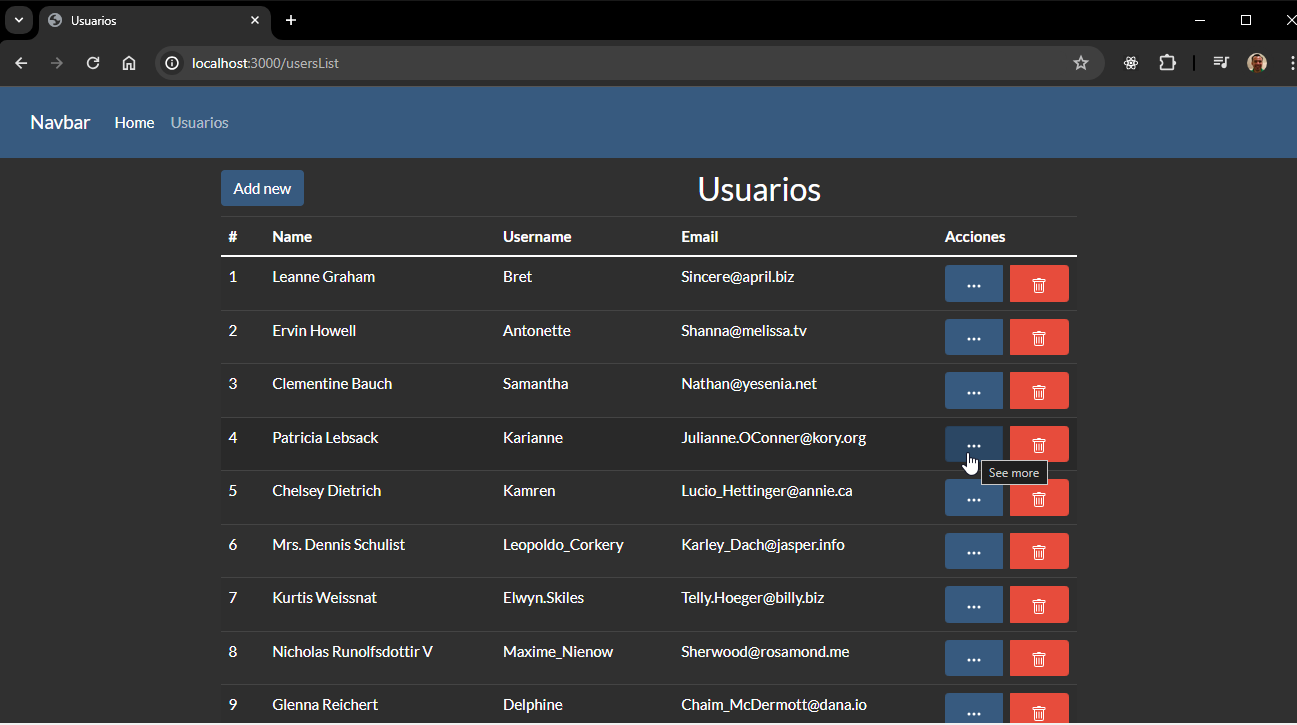 Usuarios
localhost:3000/usersList
Navbar Home Usuarios
Add new Usuarios
# Name Username Email Acciones
1 Leanne Graham Bret Sincere@april.biz
2 Ervin Howell Antonette Shanna@melissa.tv
3 Clementine Bauch Samantha Nathan@yesenia.net
4 Patricia Lebsack Karianne Julianne.OConner@kory.org
See more
5 Chelsey Dietrich Kamren Lucio_Hettinger@annie.ca
6 Mrs. Dennis Schulist Leopoldo_Corkery Karley_Dach@jasper.info
7 Kurtis Weissnat Elwyn.Skiles Telly.Hoeger@billy.biz
8 Nicholas Runolfsdottir V Maxime_Nienow Sherwood@rosamond.me
9 Glenna Reichert Delphine Chaim_McDermott@dana.io